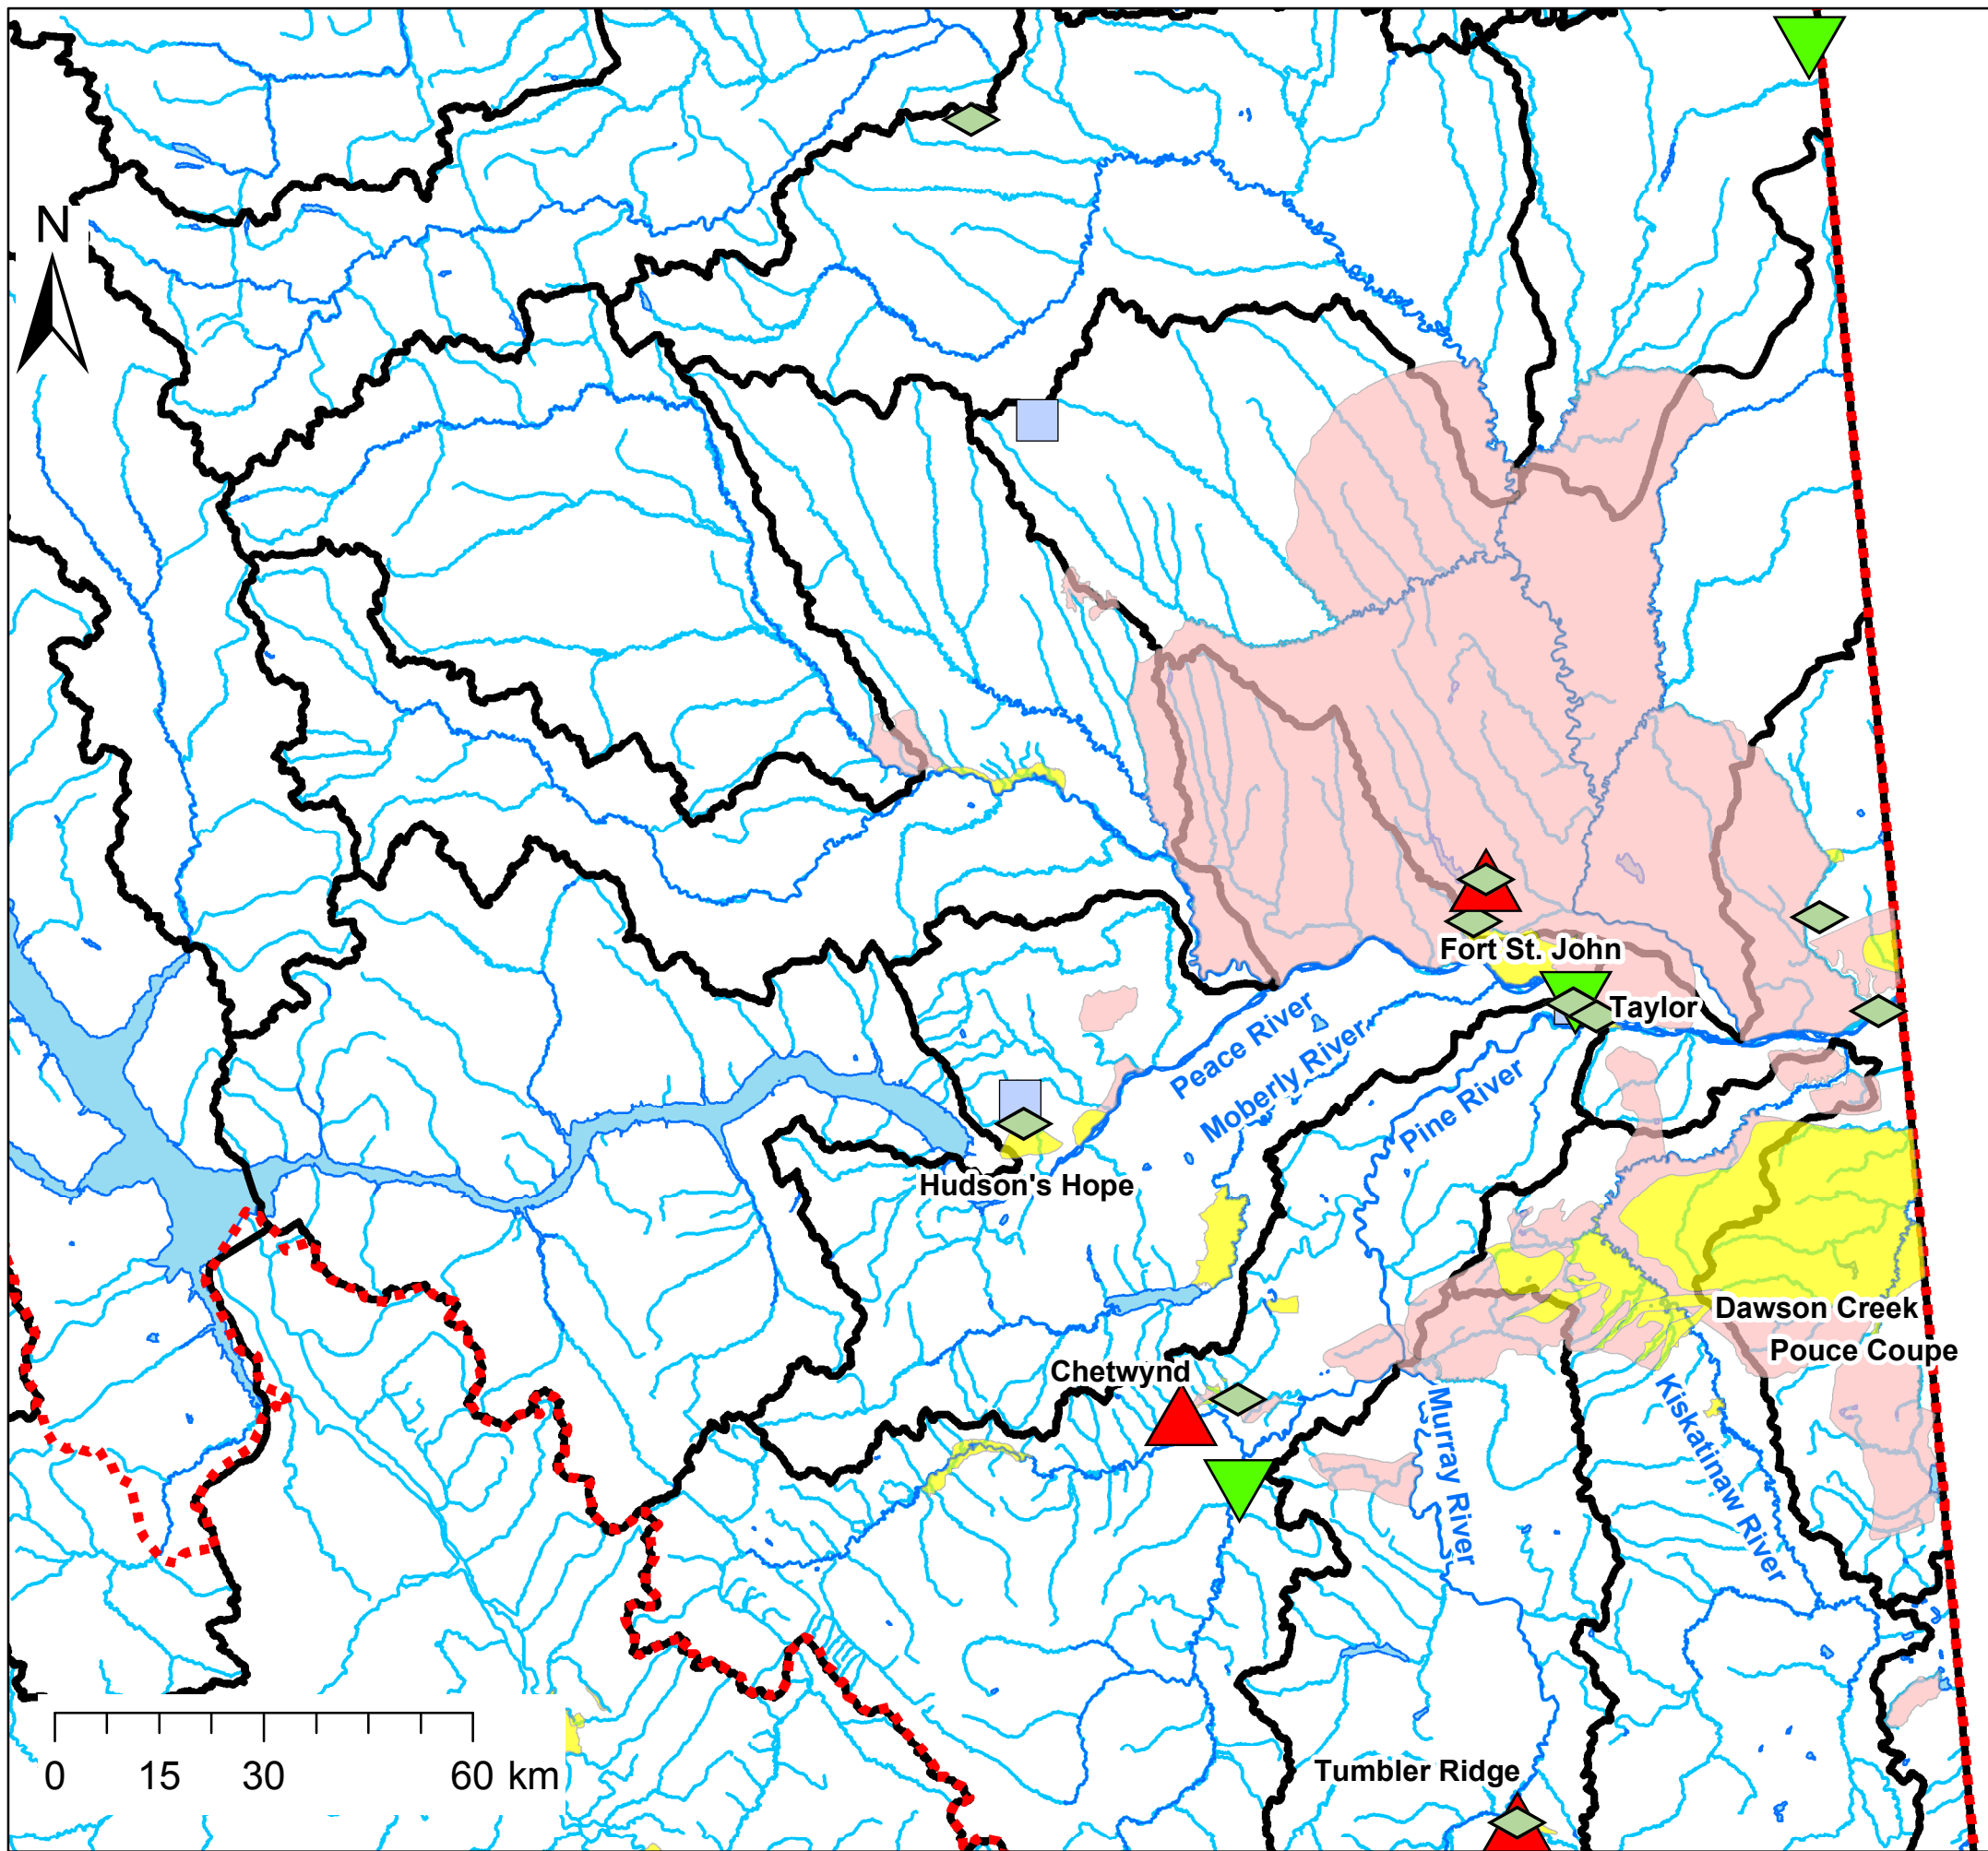 N
Fort St. John
Taylor
Peace River
Moberly River
Pine River
Hudson's Hope
Dawson Creek
Pouce Coupe
Chetwynd
Murray River
Kiskatinaw River
Tumbler Ridge
0 15 30 60 km